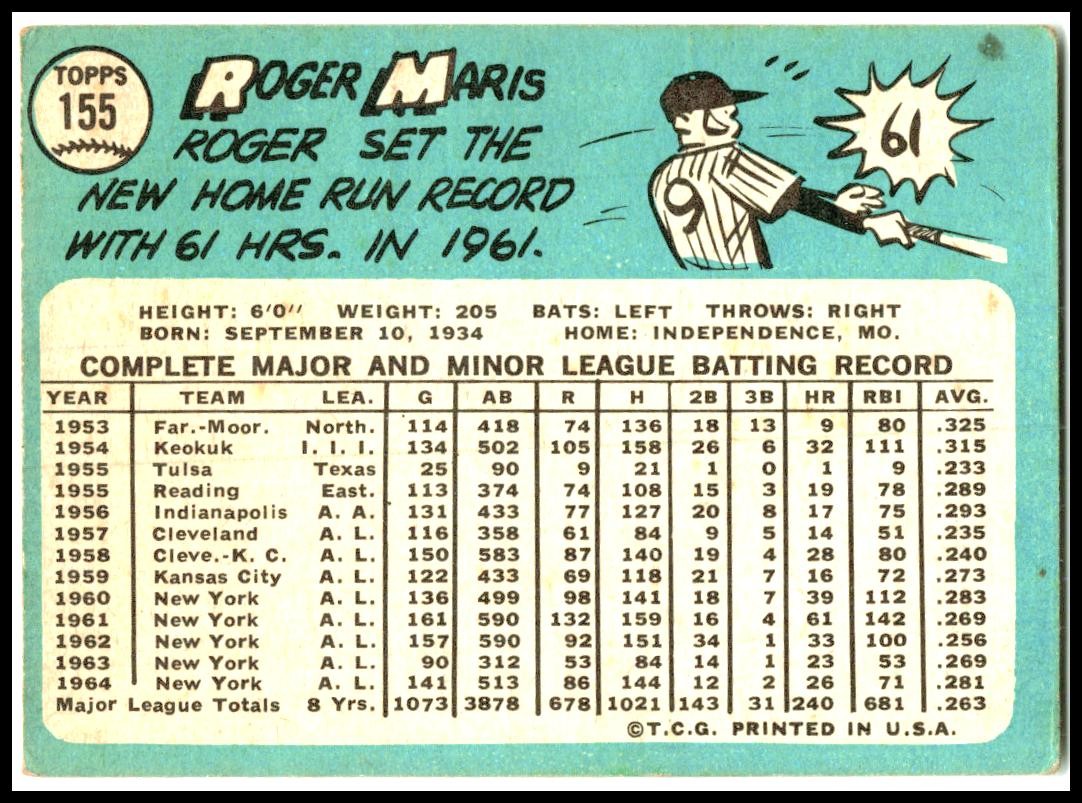 TOPPS
155
ROGER MARIS
ROGER SET THE
NEW HOME RUN RECORD
WITH 61 HRS. IN 1961.
61
9
HEIGHT: 6'0" WEIGHT: 205 BATS: LEFT THROWS: RIGHT
BORN: SEPTEMBER 10, 1934 HOME: INDEPENDENCE, MO.
COMPLETE MAJOR AND MINOR LEAGUE BATTING RECORD
YEAR TEAM LEA. G AB R H 2B 3B HR RBI AVG.
1953 Far.-Moor. North. 114 418 74 136 18 13 9 80 .325
1954 Keokuk I. I. I. 134 502 105 158 26 6 32 111 .315
1955 Tulsa Texas 25 90 9 21 1 0 1 9 .233
1955 Reading East. 113 374 74 108 15 3 19 78 .289
1956 Indianapolis A. A. 131 433 77 127 20 8 17 75 .293
1957 Cleveland A. L. 116 358 61 84 9 5 14 51 .235
1958 Cleve.-K. C. A. L. 150 583 87 140 19 4 28 80 .240
1959 Kansas City A. L. 122 433 69 118 21 7 16 72 .273
1960 New York A. L. 136 499 98 141 18 7 39 112 .283
1961 New York A. L. 161 590 132 159 16 4 61 142 .269
1962 New York A. L. 157 590 92 151 34 1 33 100 .256
1963 New York A. L. 90 312 53 84 14 1 23 53 .269
1964 New York A. L. 141 513 86 144 12 2 26 71 .281
Major League Totals 8 Yrs. 1073 3878 678 1021 143 31 240 681 .263
©T.C.G. PRINTED IN U.S.A.